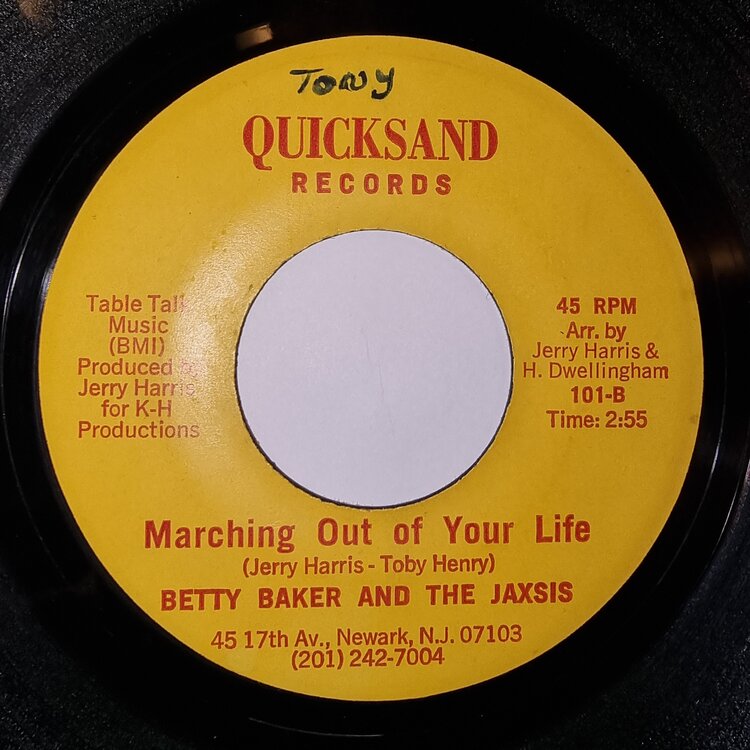 Tony
QUICKSAND
RECORDS
Table Talk
Music
(BMI)
Produced by
Jerry Harris
for K-H
Productions
45 RPM
Arr. by
Jerry Harris &
H. Dwellingham
101-B
Time: 2:55
Marching Out of Your Life
(Jerry Harris - Toby Henry)
BETTY BAKER AND THE JAXSIS
45 17th Av., Newark, N.J. 07103
(201) 242-7004